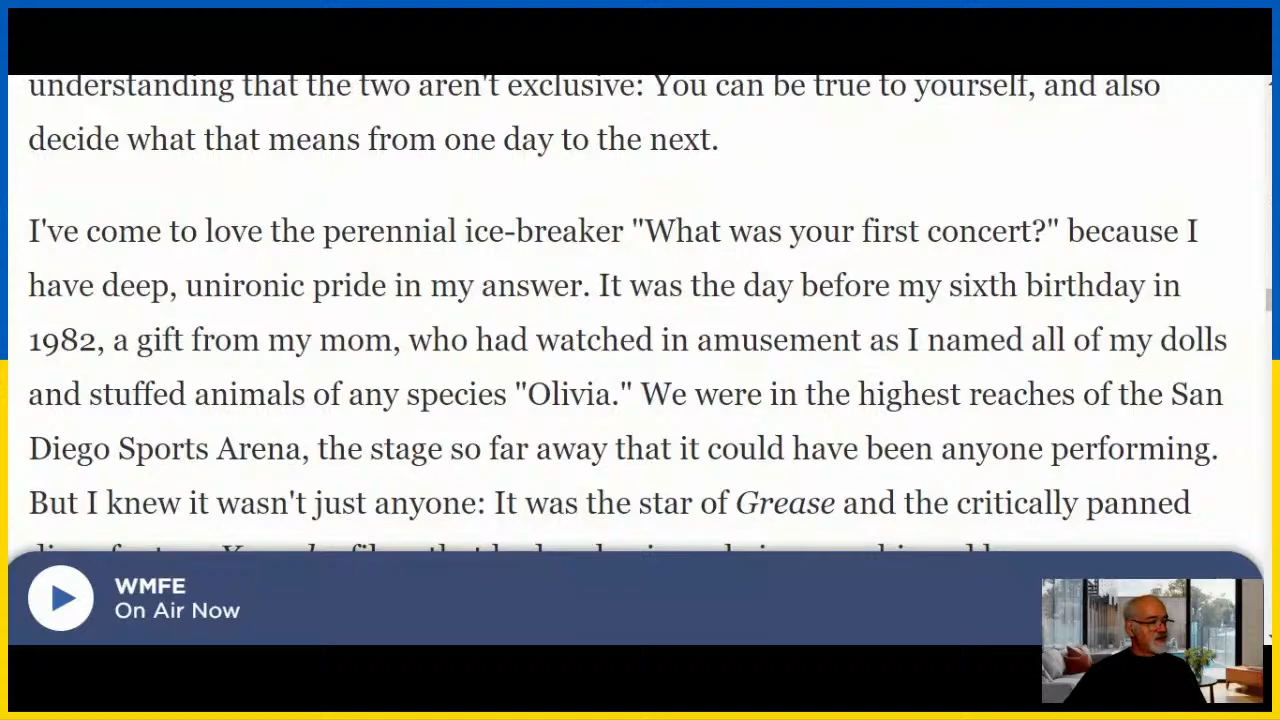 understanding that the two aren't exclusive: You can be true to yourself, and also
decide what that means from one day to the next.
I've come to love the perennial ice-breaker "What was your first concert?" because I
have deep, unironic pride in my answer. It was the day before my sixth birthday in
1982, a gift from my mom, who had watched in amusement as I named all of my dolls
and stuffed animals of any species "Olivia." We were in the highest reaches of the San
Diego Sports Arena, the stage so far away that it could have been anyone performing.
But I knew it wasn't just anyone: It was the star of Grease and the critically panned
WMFE
On Air Now